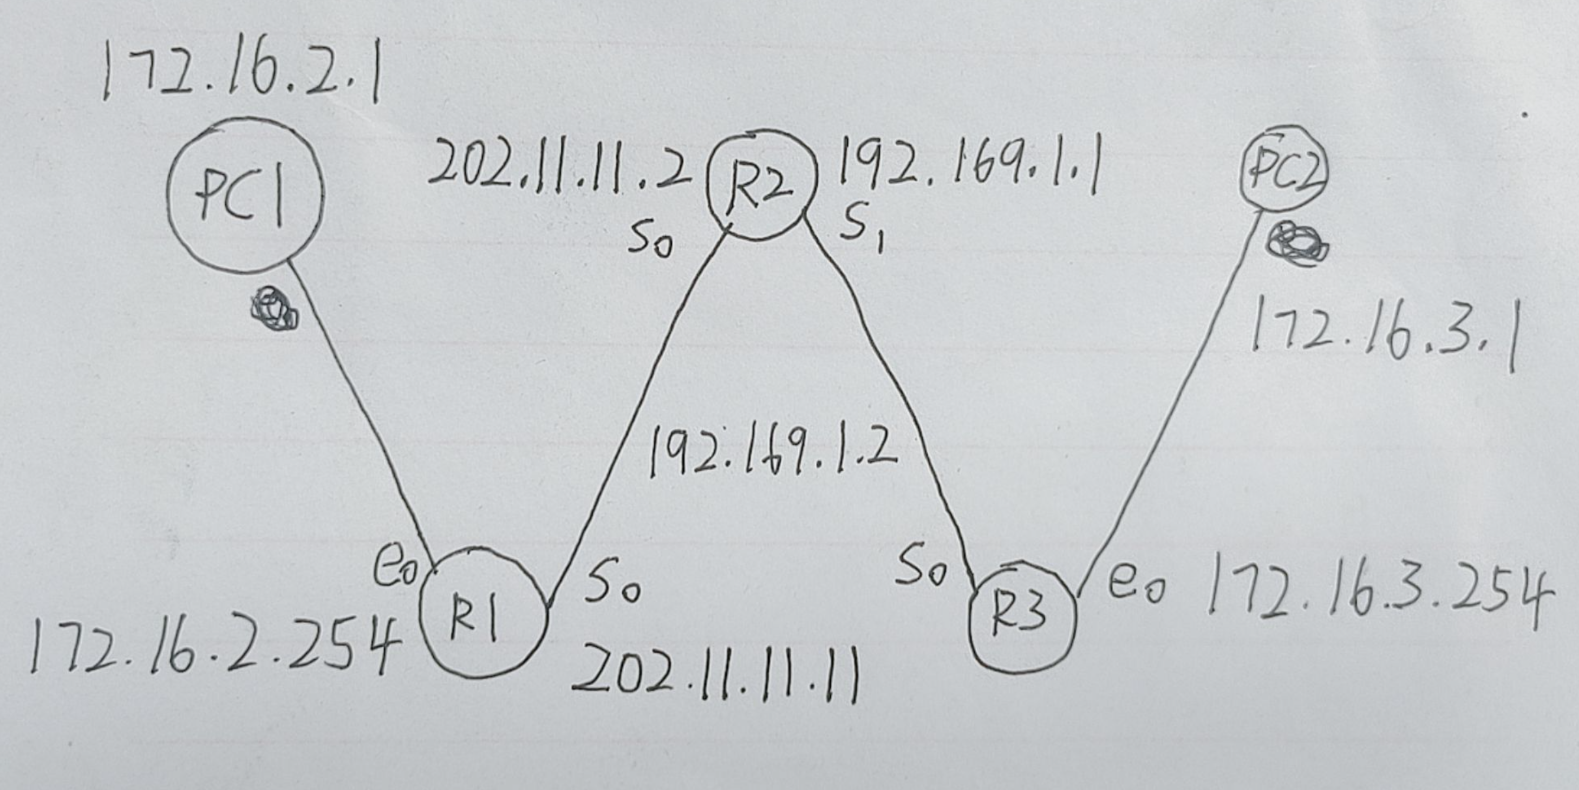 172.16.2.1
PC1
202.11.11.2
R2
192.169.1.1
PC2
S0
S1
172.16.3.1
192.169.1.2
e0
S0
S0
e0
172.16.3.254
R1
R3
172.16.2.254
202.11.11.11